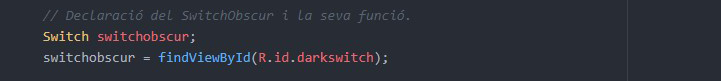 // Declaració del SwitchObscur i la seva funció.
Switch switchobscur;
switchobscur = findViewById(R.id.darkswitch);